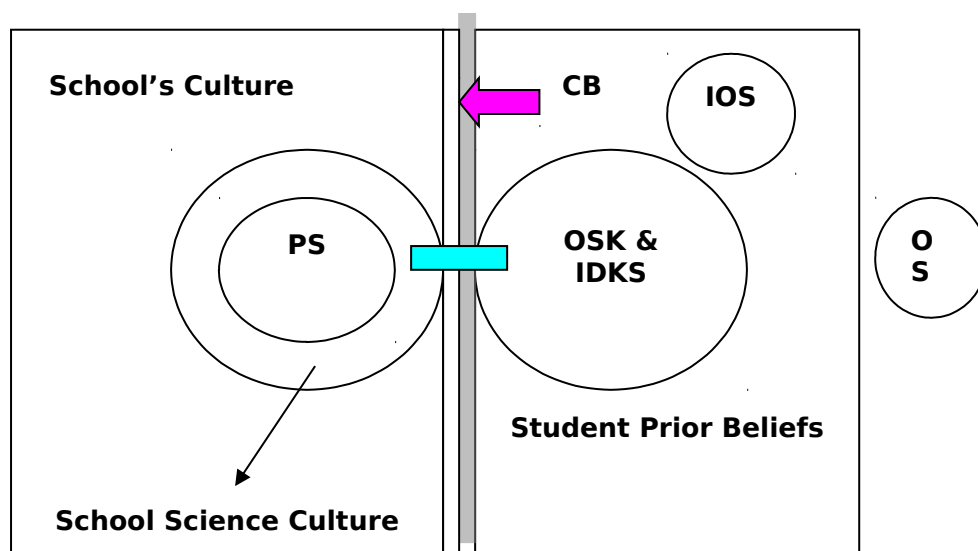 School’s Culture
CB
IOS
PS
OSK &
IDKS
O
S
Student Prior Beliefs
School Science Culture